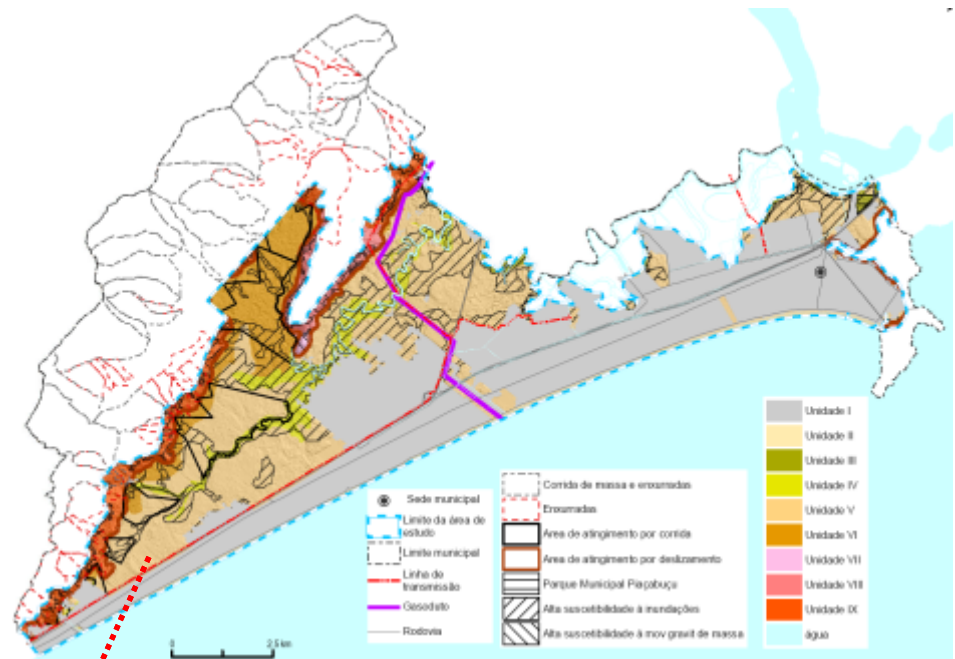 Sede municipal
Limite da área de
estudo
Limite municipal
Linha de
transmissão
Gasoduto
Rodovia
0 2.5 km
Corrida de massa e enxurradas
Enxurradas
Área de atingimento por corrida
Área de atingimento por deslizamento
Parque Municipal Piaçabuçu
Alta suscetibilidade à inundações
Alta suscetibilidade à mov gravit de massa
Unidade I
Unidade II
Unidade III
Unidade IV
Unidade V
Unidade VI
Unidade VII
Unidade VIII
Unidade IX
água